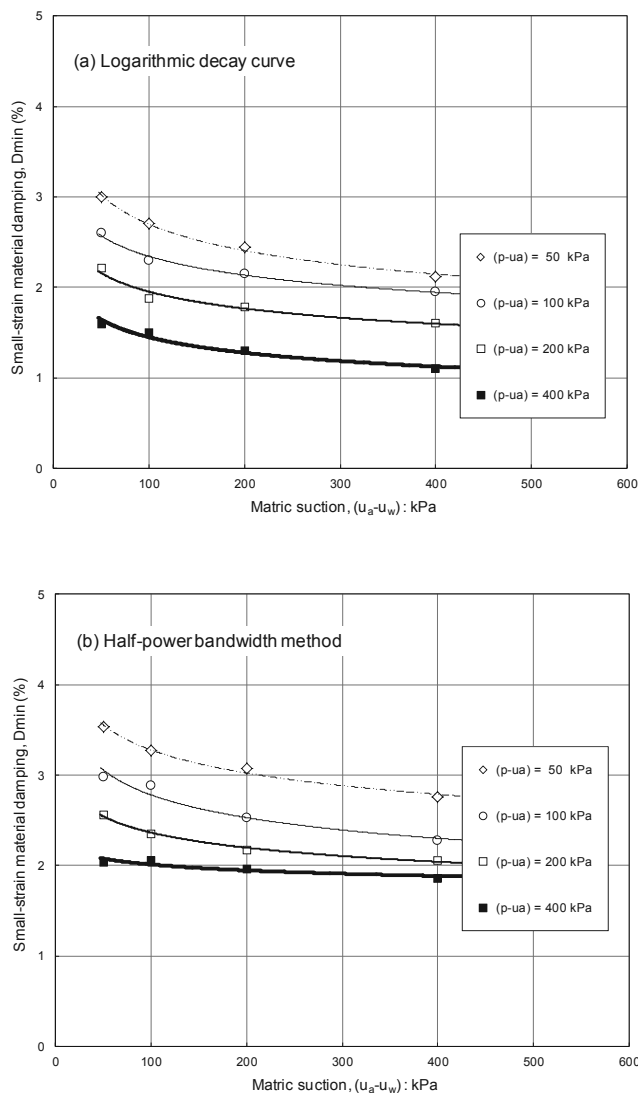 5
(a) Logarithmic decay curve
4
3
2
1
0
Small-strain material damping, Dmin (%)
(p-ua) = 50 kPa
(p-ua) = 100 kPa
(p-ua) = 200 kPa
(p-ua) = 400 kPa
0 100 200 300 400 500 600
Matric suction, (ua-uw) : kPa
5
(b) Half-power bandwidth method
4
3
2
1
0
Small-strain material damping, Dmin (%)
(p-ua) = 50 kPa
(p-ua) = 100 kPa
(p-ua) = 200 kPa
(p-ua) = 400 kPa
0 100 200 300 400 500 600
Matric suction, (ua-uw) : kPa